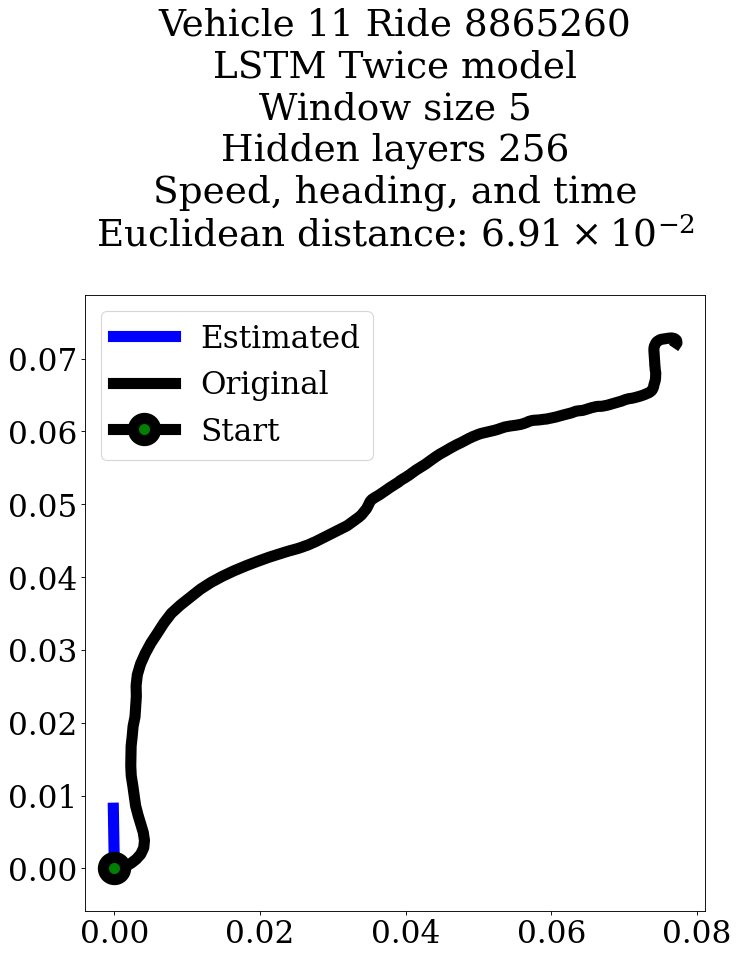 Vehicle 11 Ride 8865260
LSTM Twice model
Window size 5
Hidden layers 256
Speed, heading, and time
Euclidean distance: 6.91 × 10⁻²
Estimated
Original
Start
0.07
0.06
0.05
0.04
0.03
0.02
0.01
0.00
0.00 0.02 0.04 0.06 0.08